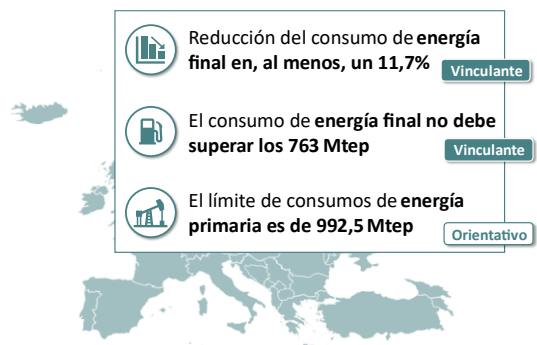 Reducción del consumo de energía
final en, al menos, un 11,7%
Vinculante
El consumo de energía final no debe
superar los 763 Mtep
Vinculante
El límite de consumos de energía
primaria es de 992,5 Mtep
Orientativo